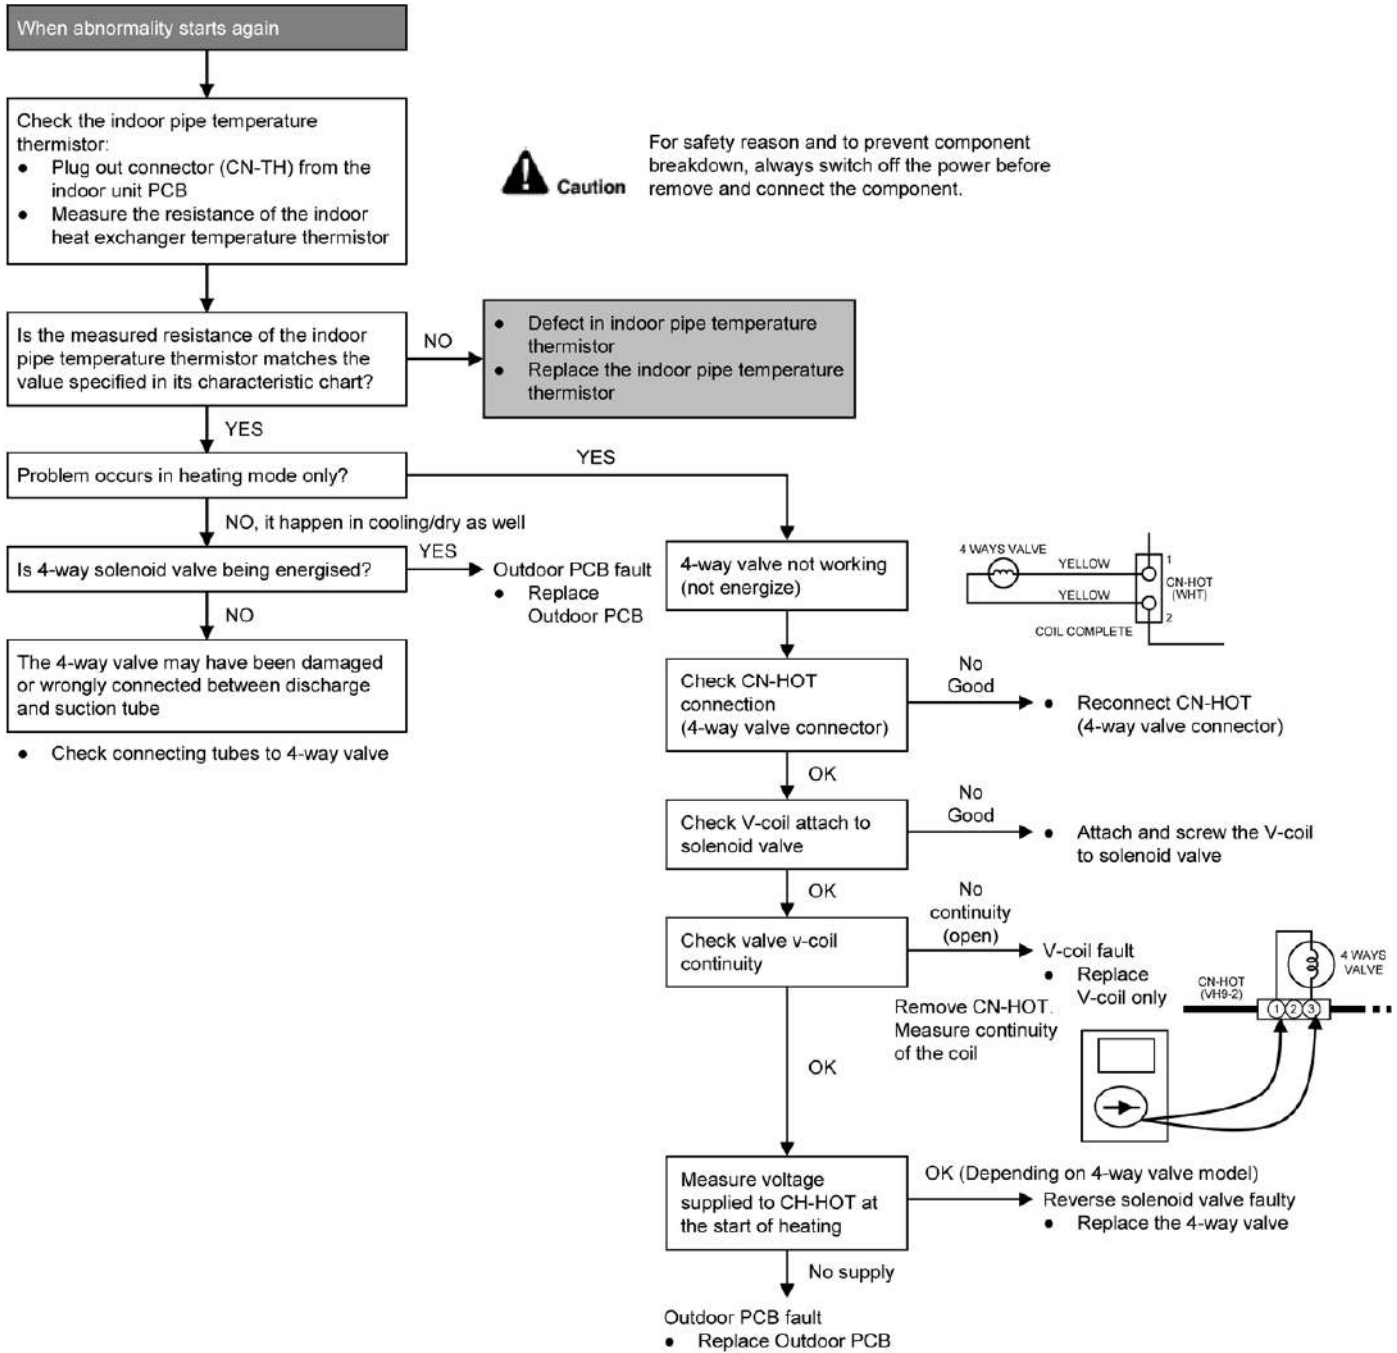 When abnormality starts again
Check the indoor pipe temperature
thermistor:
● Plug out connector (CN-TH) from the
indoor unit PCB
● Measure the resistance of the indoor
heat exchanger temperature thermistor
Caution
For safety reason and to prevent component
breakdown, always switch off the power before
remove and connect the component.
Is the measured resistance of the indoor
pipe temperature thermistor matches the
value specified in its characteristic chart?
NO
● Defect in indoor pipe temperature
thermistor
● Replace the indoor pipe temperature
thermistor
YES
Problem occurs in heating mode only?
YES
NO, it happen in cooling/dry as well
Is 4-way solenoid valve being energised?
YES
Outdoor PCB fault
● Replace
Outdoor PCB
NO
The 4-way valve may have been damaged
or wrongly connected between discharge
and suction tube
● Check connecting tubes to 4-way valve
4-way valve not working
(not energize)
4 WAYS VALVE
YELLOW
YELLOW
1
CN-HOT
(WHT)
2
COIL COMPLETE
Check CN-HOT
connection
(4-way valve connector)
No
Good
● Reconnect CN-HOT
(4-way valve connector)
OK
Check V-coil attach to
solenoid valve
No
Good
● Attach and screw the V-coil
to solenoid valve
OK
Check valve v-coil
continuity
No
continuity
(open)
V-coil fault
● Replace
V-coil only
Remove CN-HOT.
Measure continuity
of the coil
CN-HOT
(VH9-2)
4 WAYS
VALVE
1 2 3
OK
Measure voltage
supplied to CH-HOT at
the start of heating
OK (Depending on 4-way valve model)
Reverse solenoid valve faulty
● Replace the 4-way valve
No supply
Outdoor PCB fault
● Replace Outdoor PCB